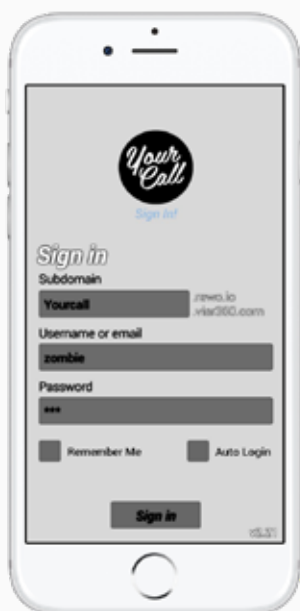 Your
Call
Sign In!
Sign in
Subdomain
Yourcall
.rewo.io
.viar360.com
Username or email
zombie
Password
***
Remember Me
Auto Login
Sign in